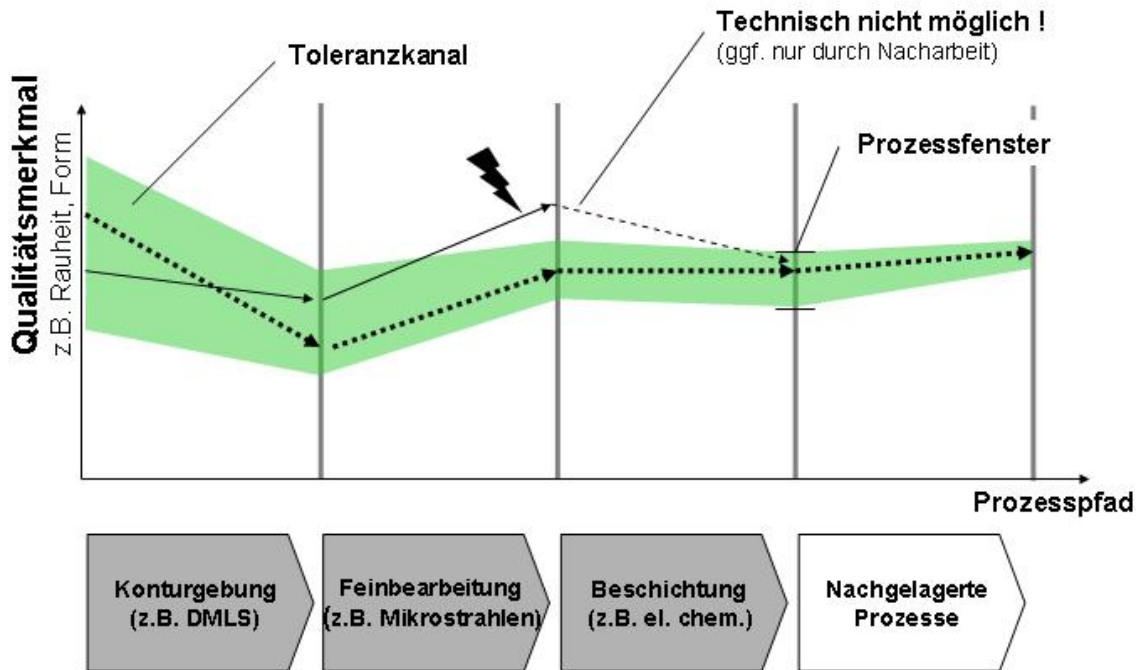 Technisch nicht möglich !
(ggf. nur durch Nacharbeit)
Toleranzkanal
Prozessfenster
Qualitätsmerkmal
z.B. Rauheit, Form
Prozesspfad
Konturgebung
(z.B. DMLS)
Feinbearbeitung
(z.B. Mikrostrahlen)
Beschichtung
(z.B. el. chem.)
Nachgelagerte
Prozesse